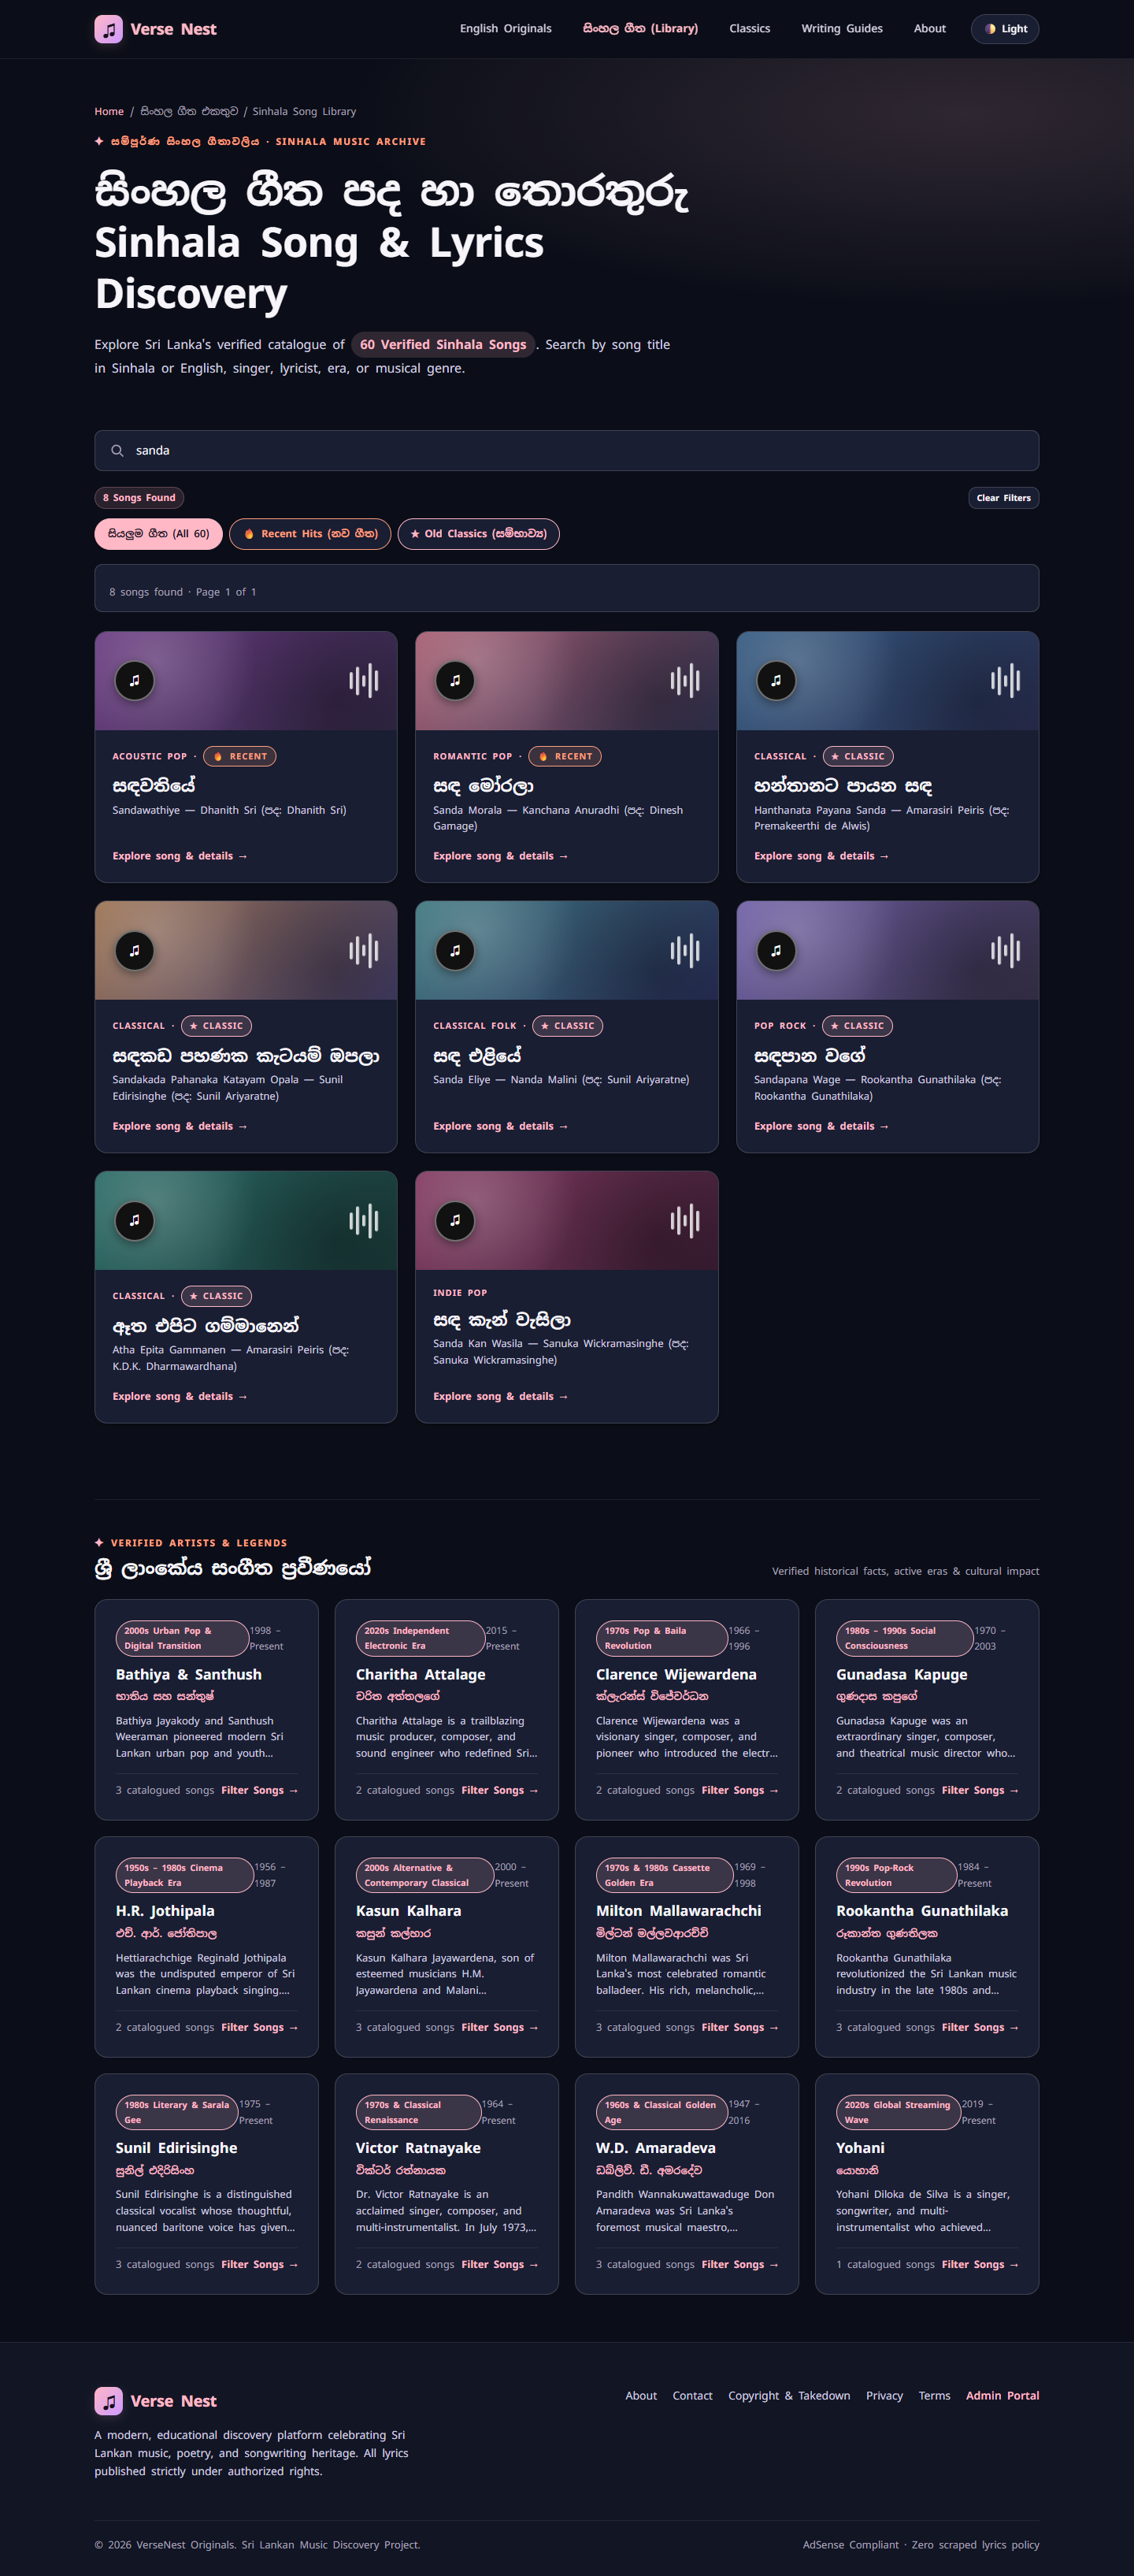 Verse Nest
English Originals
සිංහල ගීත (Library)
Classics
Writing Guides
About
Light
Home / සිංහල ගීත එකතුව / Sinhala Song Library
✦ සම්පූර්ණ සිංහල ගීතාවලිය · SINHALA MUSIC ARCHIVE
සිංහල ගීත පද හා තොරතුරු
Sinhala Song & Lyrics
Discovery
Explore Sri Lanka's verified catalogue of 60 Verified Sinhala Songs. Search by song title
in Sinhala or English, singer, lyricist, era, or musical genre.
sanda
8 Songs Found
Clear Filters
සියලුම ගීත (All 60)
Recent Hits (නව ගීත)
★ Old Classics (සම්භාව්‍ය)
8 songs found · Page 1 of 1
ACOUSTIC POP · RECENT
සඳවතියේ
Sandawathiye — Dhanith Sri (පද: Dhanith Sri)
Explore song & details →
ROMANTIC POP · RECENT
සඳ මෝරලා
Sanda Morala — Kanchana Anuradhi (පද: Dinesh
Gamage)
Explore song & details →
CLASSICAL · ★ CLASSIC
හන්තානට පායන සඳ
Hanthanata Payana Sanda — Amarasiri Peiris (පද:
Premakeerthi de Alwis)
Explore song & details →
CLASSICAL · ★ CLASSIC
සඳකඩ පහණක කැටයම් ඔපලා
Sandakada Pahanaka Katayam Opala — Sunil
Edirisinghe (පද: Sunil Ariyaratne)
Explore song & details →
CLASSICAL FOLK · ★ CLASSIC
සඳ එළියේ
Sanda Eliye — Nanda Malini (පද: Sunil Ariyaratne)
Explore song & details →
POP ROCK · ★ CLASSIC
සඳපාන වගේ
Sandapana Wage — Rookantha Gunathilaka (පද:
Rookantha Gunathilaka)
Explore song & details →
CLASSICAL · ★ CLASSIC
ඈත එපිට ගම්මානෙන්
Atha Epita Gammanen — Amarasiri Peiris (පද:
K.D.K. Dharmawardhana)
Explore song & details →
INDIE POP
සඳ කැන් වැසිලා
Sanda Kan Wasila — Sanuka Wickramasinghe (පද:
Sanuka Wickramasinghe)
Explore song & details →
✦ VERIFIED ARTISTS & LEGENDS
ශ්‍රී ලාංකේය සංගීත ප්‍රවීණයෝ
Verified historical facts, active eras & cultural impact
2000s Urban Pop &
Digital Transition
1998 –
Present
Bathiya & Santhush
භාතිය සහ සන්තුෂ්
Bathiya Jayakody and Santhush
Weeraman pioneered modern Sri
Lankan urban pop and youth...
3 catalogued songs Filter Songs →
2020s Independent
Electronic Era
2015 –
Present
Charitha Attalage
චරිත අත්තලගේ
Charitha Attalage is a trailblazing
music producer, composer, and
sound engineer who redefined Sri...
2 catalogued songs Filter Songs →
1970s Pop & Baila
Revolution
1966 –
1996
Clarence Wijewardena
ක්ලැරන්ස් විජේවර්ධන
Clarence Wijewardena was a
visionary singer, composer, and
pioneer who introduced the electr...
2 catalogued songs Filter Songs →
1980s – 1990s Social
Consciousness
1970 –
2003
Gunadasa Kapuge
ගුණදාස කපුගේ
Gunadasa Kapuge was an
extraordinary singer, composer,
and theatrical music director who...
2 catalogued songs Filter Songs →
1950s – 1980s Cinema
Playback Era
1956 –
1987
H.R. Jothipala
එච්. ආර්. ජෝතිපාල
Hettiarachchige Reginald Jothipala
was the undisputed emperor of Sri
Lankan cinema playback singing....
2 catalogued songs Filter Songs →
2000s Alternative &
Contemporary Classical
2000 –
Present
Kasun Kalhara
කසුන් කල්හාර
Kasun Kalhara Jayawardena, son of
esteemed musicians H.M.
Jayawardena and Malani...
3 catalogued songs Filter Songs →
1970s & 1980s Cassette
Golden Era
1969 –
1998
Milton Mallawarachchi
මිල්ටන් මල්ලවආරච්චි
Milton Mallawarachchi was Sri
Lanka's most celebrated romantic
balladeer. His rich, melancholic,...
3 catalogued songs Filter Songs →
1990s Pop-Rock
Revolution
1984 –
Present
Rookantha Gunathilaka
රූකාන්ත ගුණතිලක
Rookantha Gunathilaka
revolutionized the Sri Lankan music
industry in the late 1980s and...
3 catalogued songs Filter Songs →
1980s Literary & Sarala
Gee
1975 –
Present
Sunil Edirisinghe
සුනිල් එදිරිසිංහ
Sunil Edirisinghe is a distinguished
classical vocalist whose thoughtful,
nuanced baritone voice has given...
3 catalogued songs Filter Songs →
1970s & Classical
Renaissance
1964 –
Present
Victor Ratnayake
වික්ටර් රත්නායක
Dr. Victor Ratnayake is an
acclaimed singer, composer, and
multi-instrumentalist. In July 1973,...
2 catalogued songs Filter Songs →
1960s & Classical Golden
Age
1947 –
2016
W.D. Amaradeva
ඩබ්ලිව්. ඩී. අමරදේව
Pandith Wannakuwattawaduge Don
Amaradeva was Sri Lanka's
foremost musical maestro,...
3 catalogued songs Filter Songs →
2020s Global Streaming
Wave
2019 –
Present
Yohani
යොහානි
Yohani Diloka de Silva is a singer,
songwriter, and multi-
instrumentalist who achieved...
1 catalogued songs Filter Songs →
Verse Nest
A modern, educational discovery platform celebrating Sri
Lankan music, poetry, and songwriting heritage. All lyrics
published strictly under authorized rights.
About
Contact
Copyright & Takedown
Privacy
Terms
Admin Portal
© 2026 VerseNest Originals. Sri Lankan Music Discovery Project.
AdSense Compliant · Zero scraped lyrics policy